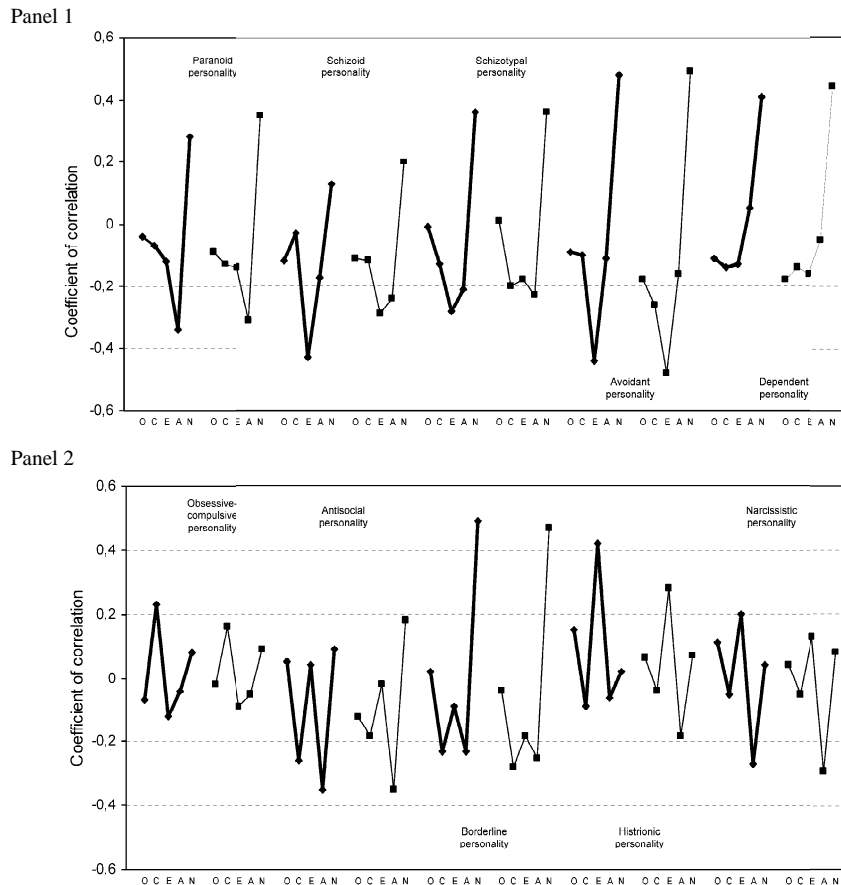 Panel 1
0,6
Paranoid
personality
Schizoid
personality
Schizotypal
personality
0,4
0,2
0
-0,2
-0,4
-0,6
Coefficient of correlation
Avoidant
personality
Dependent
personality
O C E A N O C E A N O C E A N O C E A N O C E A N O C E A N O C E A N O C E A N O C E A N O C E A N
Panel 2
0,6
Obsessive-
compulsive
personality
Antisocial
personality
Narcissistic
personality
0,4
0,2
0
-0,2
-0,4
-0.6
Coefficient of correlation
Borderline
personality
Histrionic
personality
O C E A N O C E A N O C E A N O C E A N O C E A N O C E A N O C E A N O C E A N O C E A N O C E A N